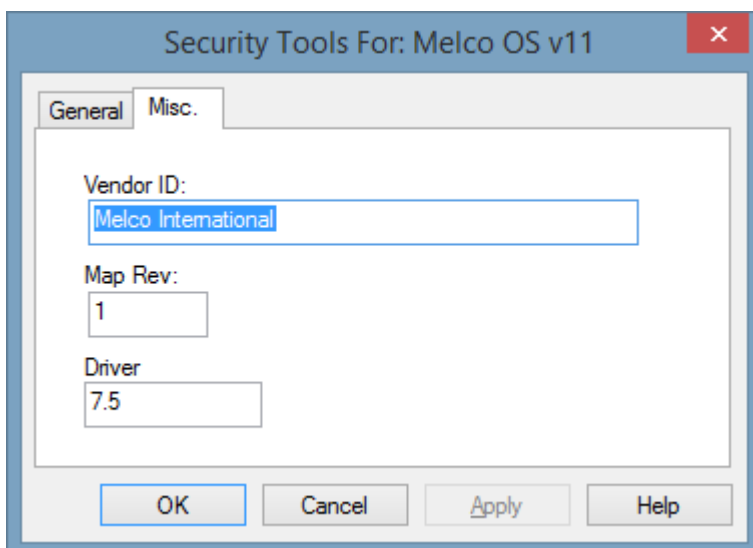 Security Tools For: Melco OS v11
General Misc.
Vendor ID:
Melco International
Map Rev:
1
Driver
7.5
OK Cancel Apply Help